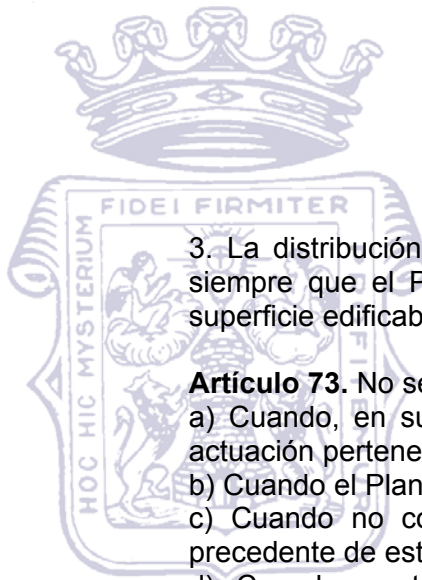 FIDEI FIRMITER
HOC HIC MYSTERIUM
3. La distribución
siempre que el P
superficie edificab
Artículo 73. No se
a) Cuando, en su
actuación pertene
b) Cuando el Plan
c) Cuando no co
precedente de est